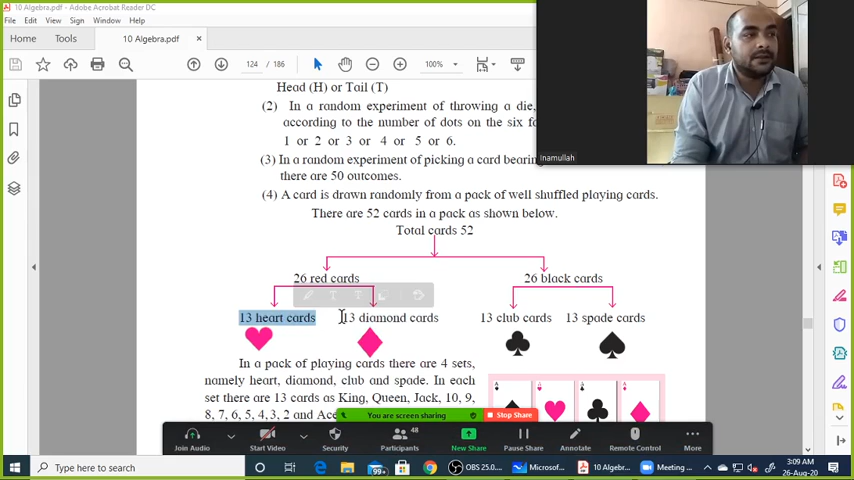 10 Algebra.pdf - Adobe Acrobat Reader DC
File Edit View Sign Window Help
Home Tools 10 Algebra.pdf ×
124 / 186 100%
Head (H) or Tail (T)
(2) In a random experiment of throwing a die,
according to the number of dots on the six fa
1 or 2 or 3 or 4 or 5 or 6.
(3) In a random experiment of picking a card bearing
there are 50 outcomes.
(4) A card is drawn randomly from a pack of well shuffled playing cards.
There are 52 cards in a pack as shown below.
Total cards 52
26 red cards 26 black cards
13 heart cards 13 diamond cards 13 club cards 13 spade cards
In a pack of playing cards there are 4 sets,
namely heart, diamond, club and spade. In each
set there are 13 cards as King, Queen, Jack, 10, 9,
8, 7, 6, 5, 4, 3, 2 and Ace
A A A
Inamullah
You are screen sharing Stop Share
48
Join Audio Start Video Security Participants New Share Pause Share Annotate Remote Control More
Type here to search
99+ OBS 25.0... Microsoft... 10 Algebra... Meeting ...
3:09 AM
26-Aug-20